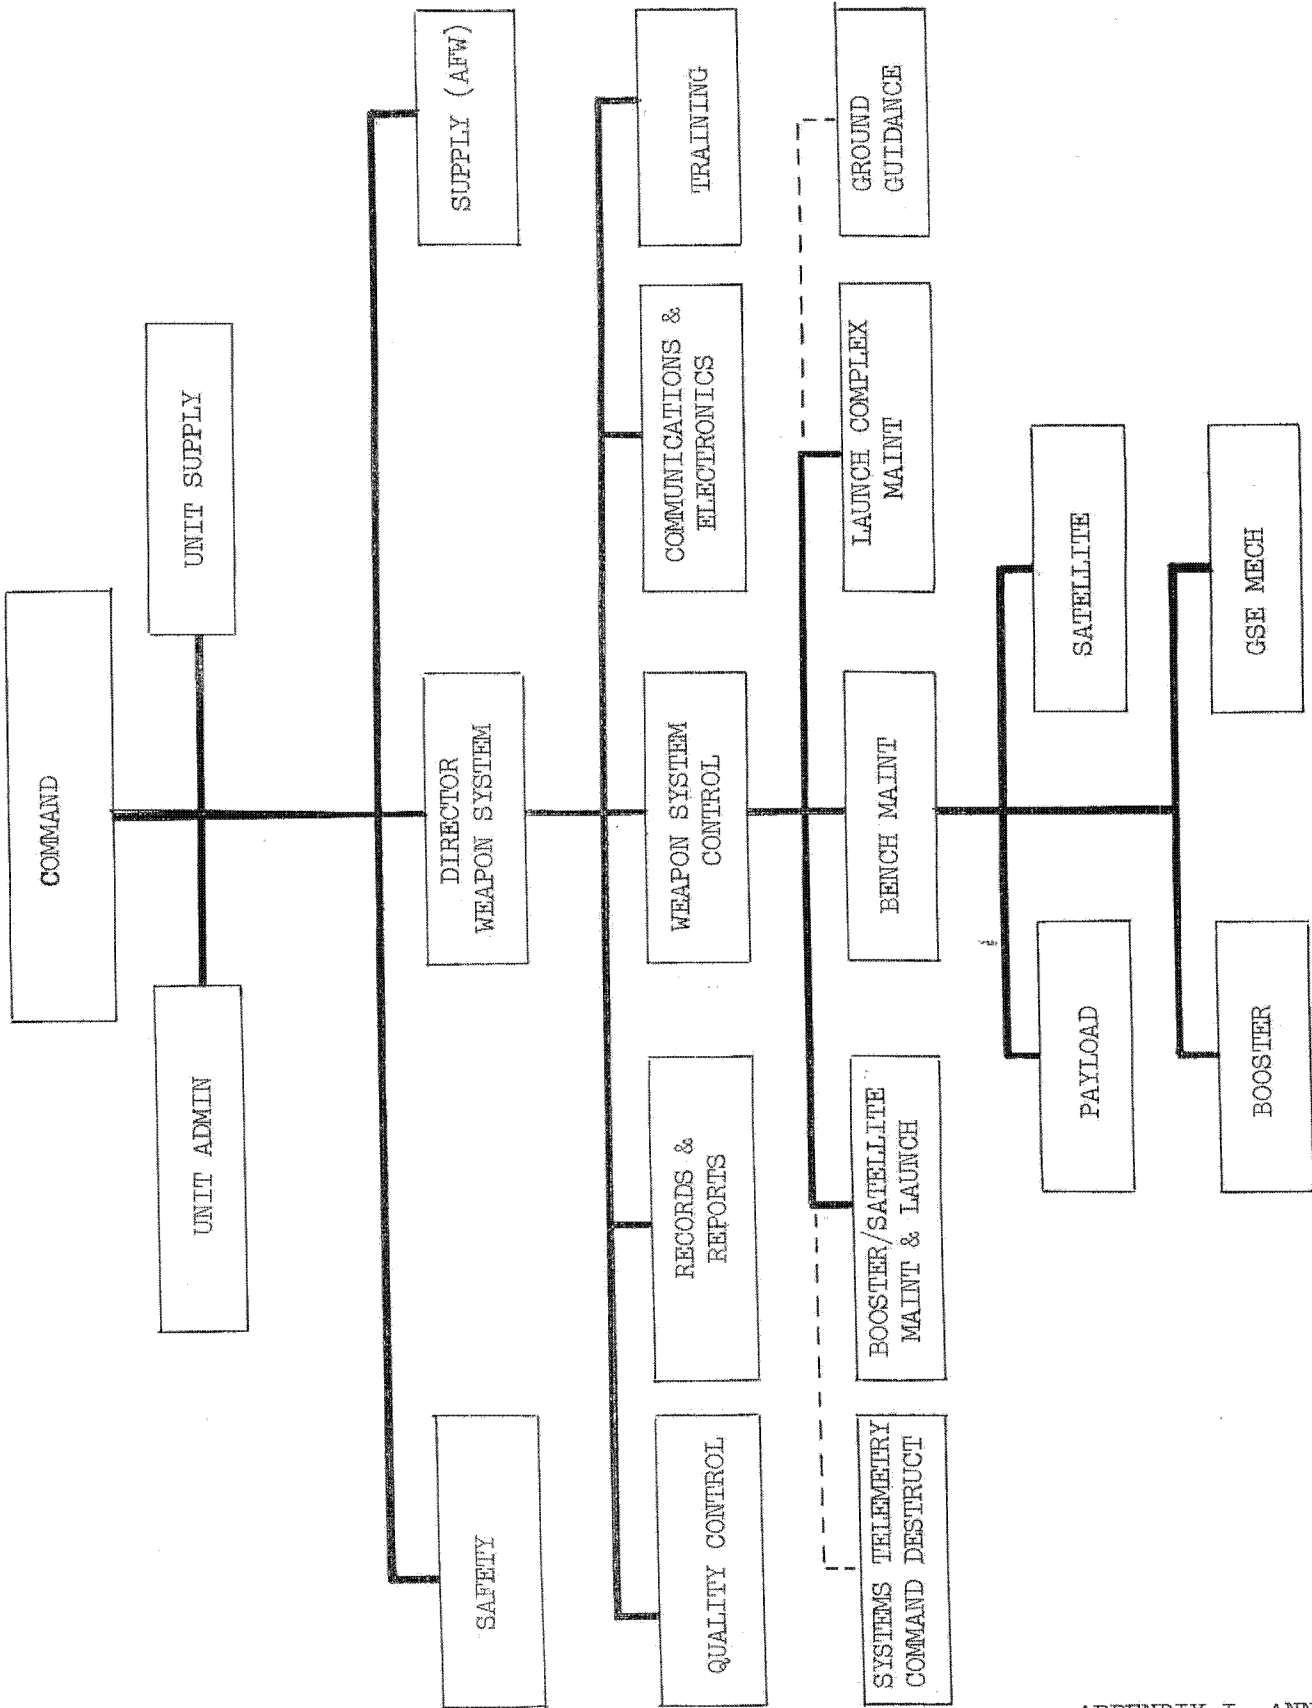 COMMAND
UNIT ADMIN
UNIT SUPPLY
SAFETY
DIRECTOR
WEAPON SYSTEM
SUPPLY (AFW)
QUALITY CONTROL
RECORDS &
REPORTS
WEAPON SYSTEM
CONTROL
COMMUNICATIONS &
ELECTRONICS
TRAINING
SYSTEMS TELEMETRY
COMMAND DESTRUCT
BOOSTER/SATELLITE
MAINT & LAUNCH
BENCH MAINT
LAUNCH COMPLEX
MAINT
GROUND
GUIDANCE
PAYLOAD
SATELLITE
BOOSTER
GSE MECH